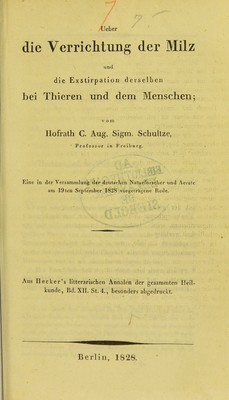 Ueber
die Verrichtung der Milz
und
die Exstirpation derselben
bei Thieren und dem Menschen;
vom
Hofrath C. Aug. Sigm. Schultze,
Professor in Freiburg.
Eine in der Versammlung der deutschen Naturforscher und Aerzte
am 19ten September 1828 vorgetragene Rede.
Aus Hecker's litterarischen Annalen der gesammten Heil-
kunde, Bd. XII. St. 4., besonders abgedruckt.
Berlin, 1828.